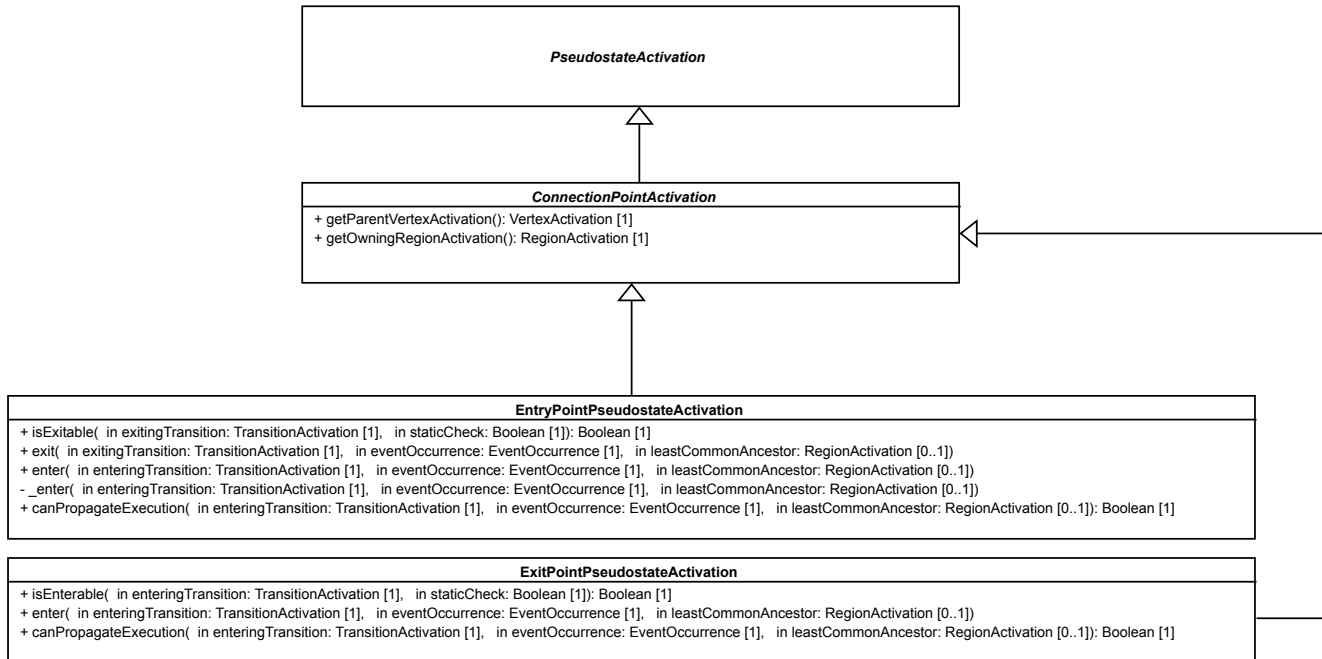 PseudostateActivation
ConnectionPointActivation
+ getParentVertexActivation(): VertexActivation [1]
+ getOwningRegionActivation(): RegionActivation [1]
EntryPointPseudostateActivation
+ isExitable( in exitingTransition: TransitionActivation [1], in staticCheck: Boolean [1]): Boolean [1]
+ exit( in exitingTransition: TransitionActivation [1], in eventOccurrence: EventOccurrence [1], in leastCommonAncestor: RegionActivation [0..1])
+ enter( in enteringTransition: TransitionActivation [1], in eventOccurrence: EventOccurrence [1], in leastCommonAncestor: RegionActivation [0..1])
- _enter( in enteringTransition: TransitionActivation [1], in eventOccurrence: EventOccurrence [1], in leastCommonAncestor: RegionActivation [0..1])
+ canPropagateExecution( in enteringTransition: TransitionActivation [1], in eventOccurrence: EventOccurrence [1], in leastCommonAncestor: RegionActivation [0..1]): Boolean [1]
ExitPointPseudostateActivation
+ isEnterable( in enteringTransition: TransitionActivation [1], in staticCheck: Boolean [1]): Boolean [1]
+ enter( in enteringTransition: TransitionActivation [1], in eventOccurrence: EventOccurrence [1], in leastCommonAncestor: RegionActivation [0..1])
+ canPropagateExecution( in enteringTransition: TransitionActivation [1], in eventOccurrence: EventOccurrence [1], in leastCommonAncestor: RegionActivation [0..1]): Boolean [1]